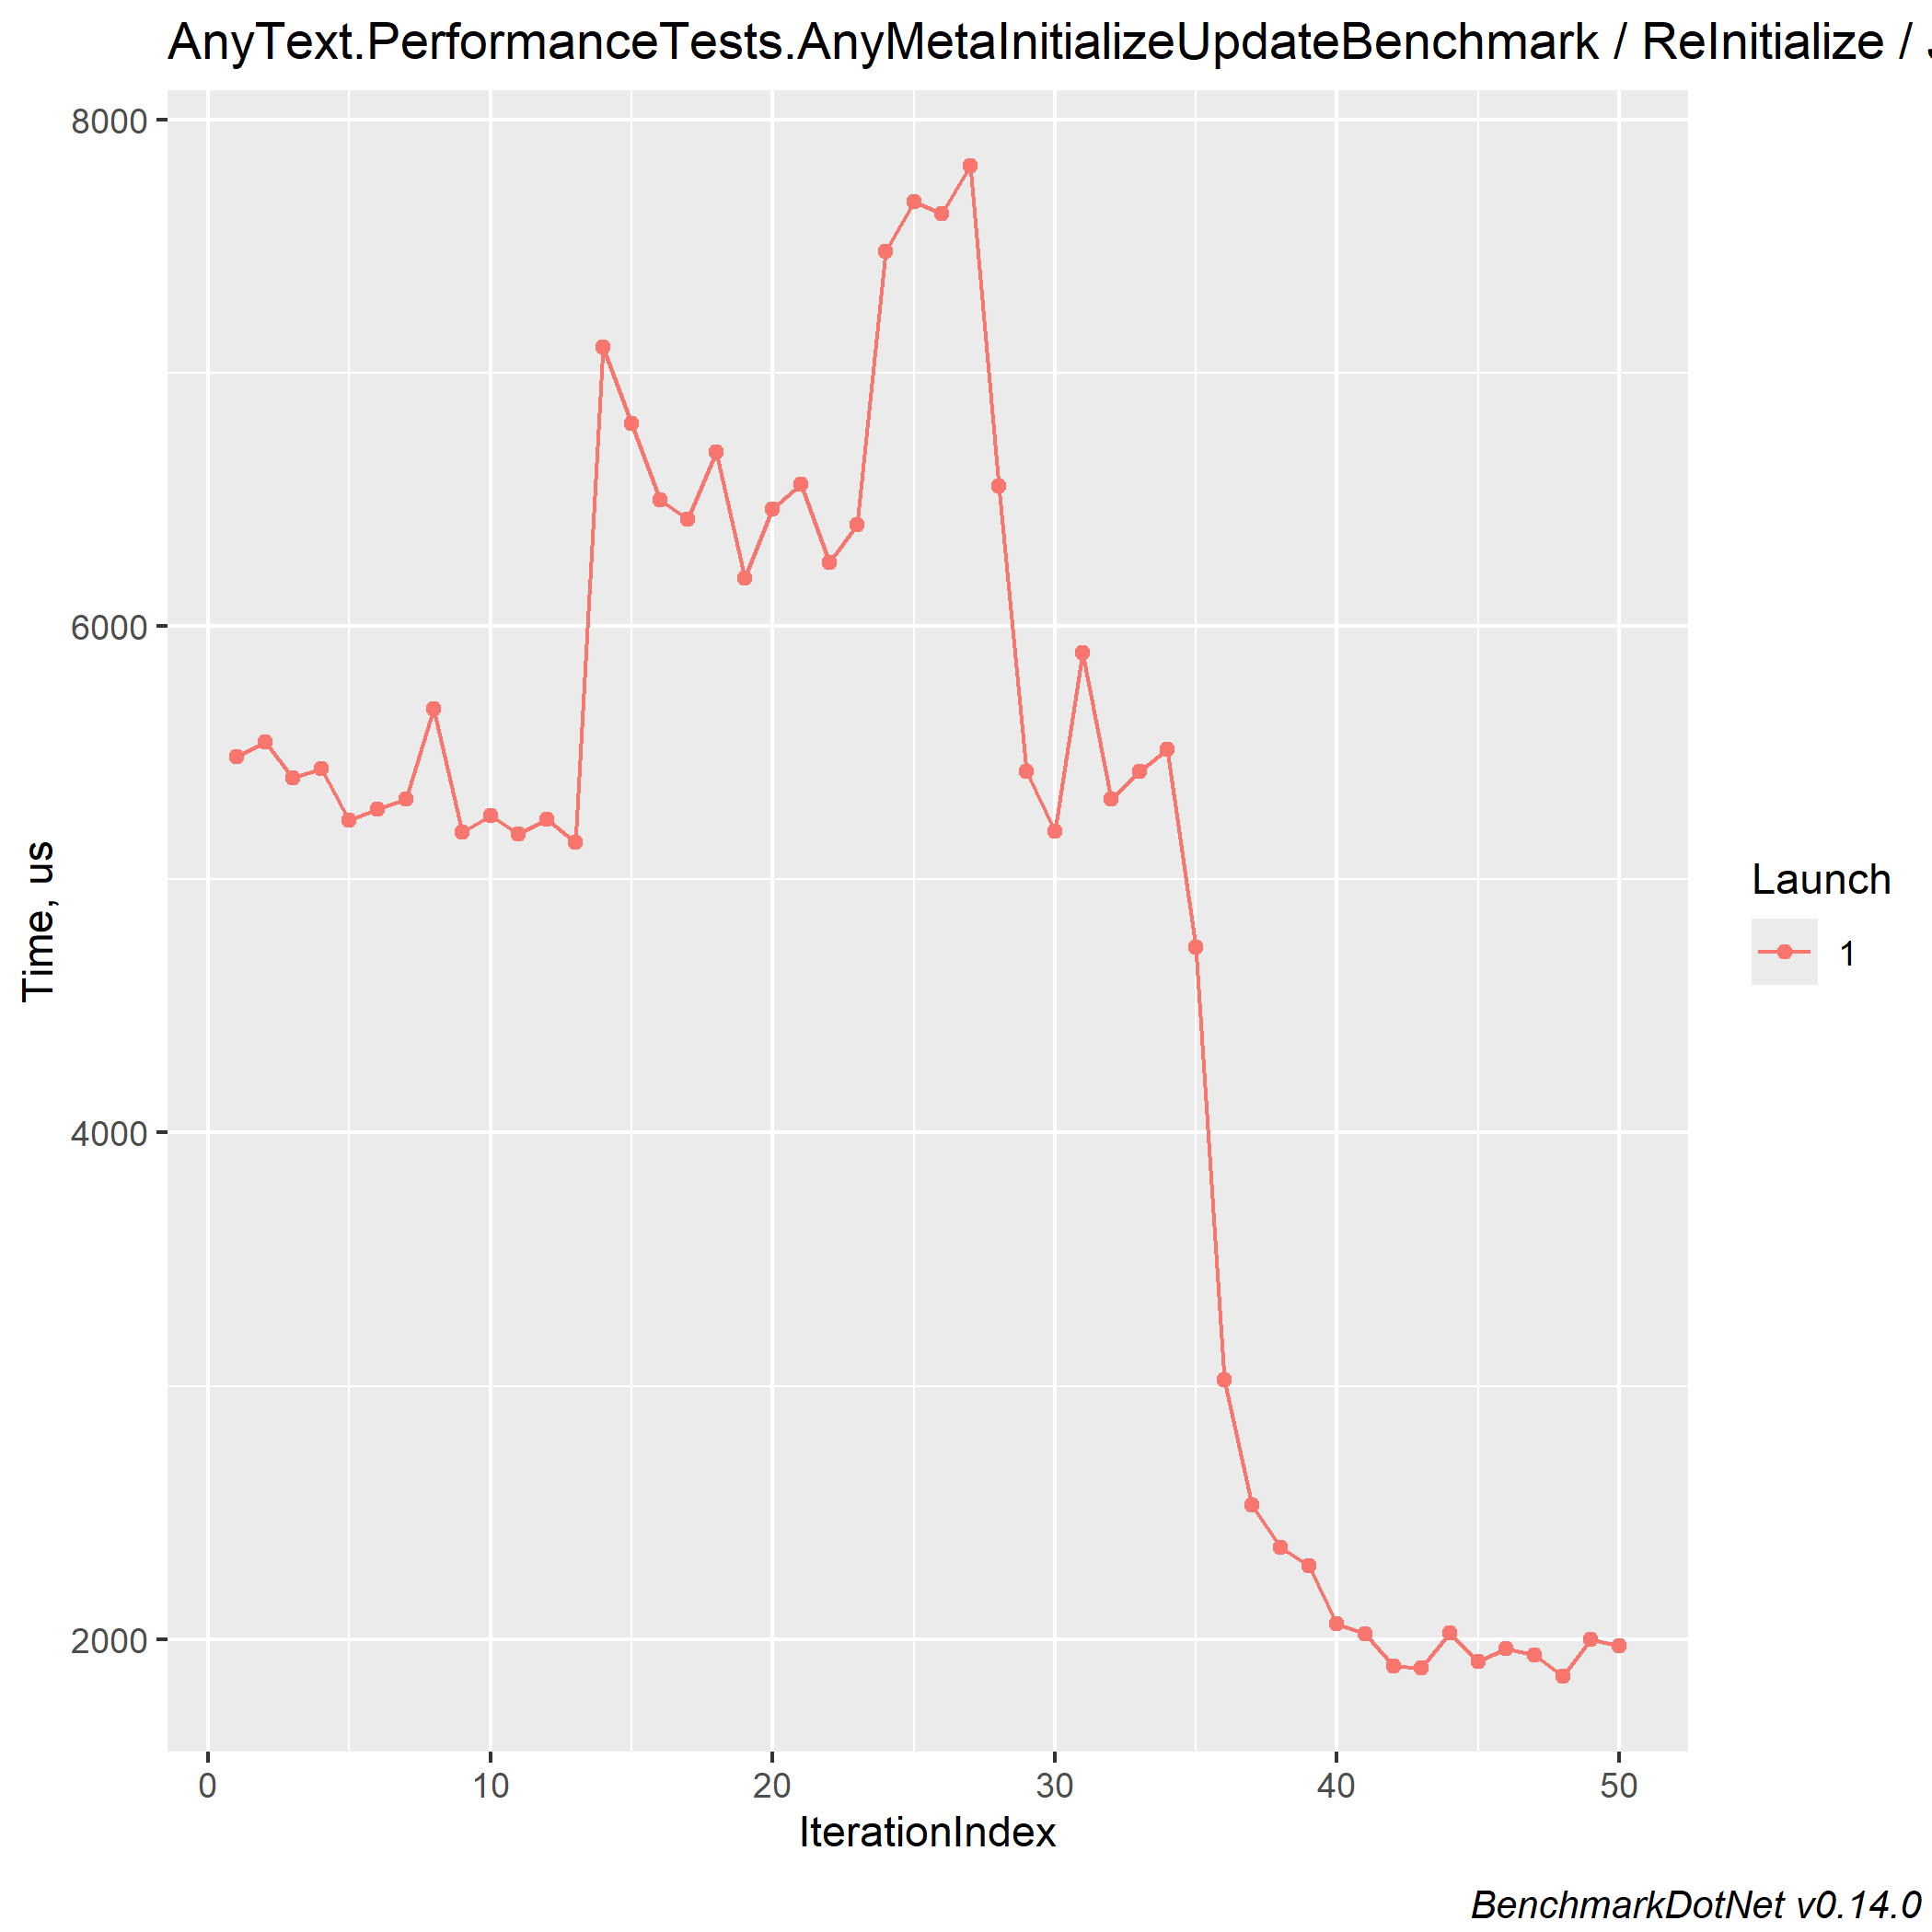 AnyText.PerformanceTests.AnyMetaInitializeUpdateBenchmark / ReInitialize /
8000
6000
4000
2000
Time, us
0 10 20 30 40 50
IterationIndex
Launch
1
BenchmarkDotNet v0.14.0